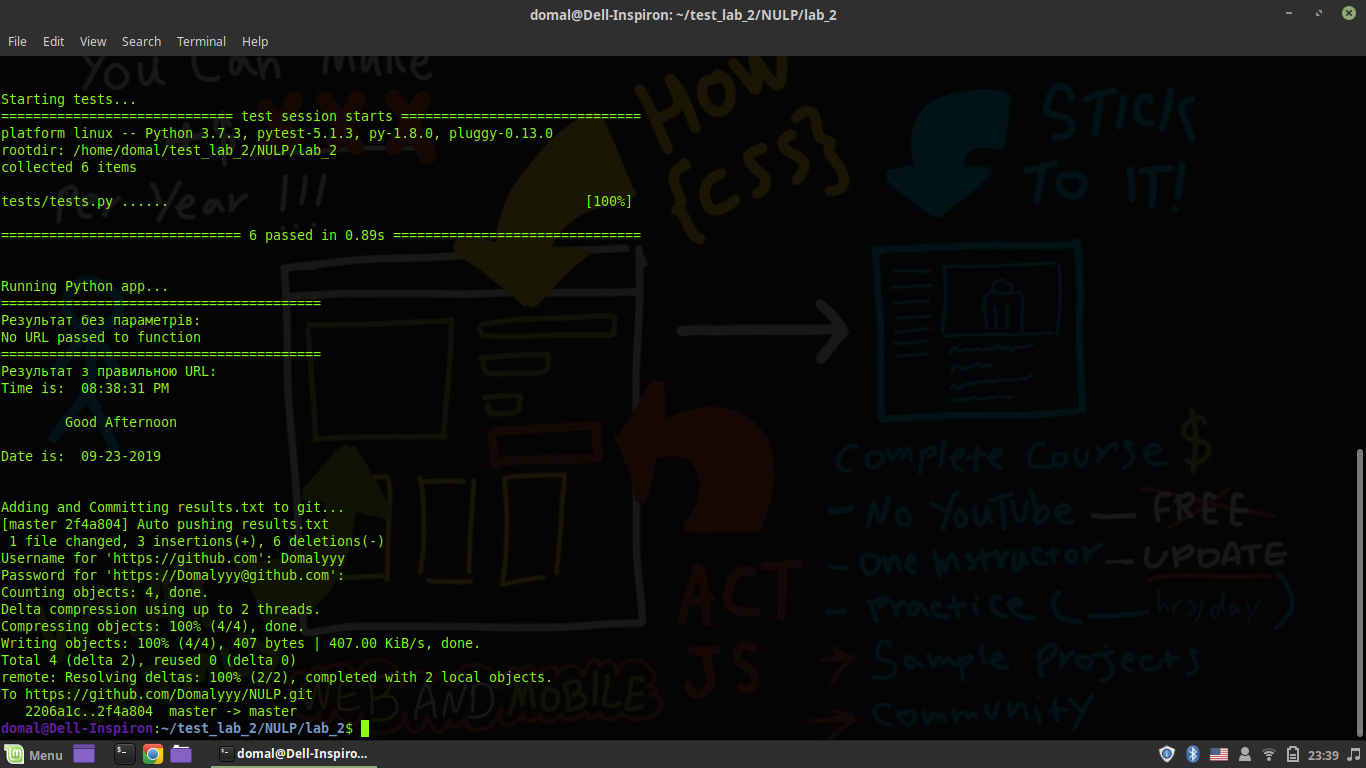 domal@Dell-Inspiron: ~/test_lab_2/NULP/lab_2
File Edit View Search Terminal Help
You Can Make
Starting tests...
============================= test session starts ==============================
platform linux -- Python 3.7.3, pytest-5.1.3, py-1.8.0, pluggy-0.13.0
rootdir: /home/domal/test_lab_2/NULP/lab_2
collected 6 items
tests/tests.py ...... [100%]
============================== 6 passed in 0.89s ===============================
Running Python app...
========================================
Результат без параметрів:
No URL passed to function
========================================
Результат з правильною URL:
Time is: 08:38:31 PM
Good Afternoon
Date is: 09-23-2019
Adding and Committing results.txt to git...
[master 2f4a804] Auto pushing results.txt
1 file changed, 3 insertions(+), 6 deletions(-)
Username for 'https://github.com': Domalyyy
Password for 'https://Domalyyy@github.com':
Counting objects: 4, done.
Delta compression using up to 2 threads.
Compressing objects: 100% (4/4), done.
Writing objects: 100% (4/4), 407 bytes | 407.00 KiB/s, done.
Total 4 (delta 2), reused 0 (delta 0)
remote: Resolving deltas: 100% (2/2), completed with 2 local objects.
To https://github.com/Domalyyy/NULP.git
2206a1c..2f4a804 master -> master
domal@Dell-Inspiron:~/test_lab_2/NULP/lab_2$
Per Year !!!
How
{CSS}
STICK
TO IT!
Complete Course $
- No YouTube — FREE
- One Instructor — UPDATE
- Practice ( ___ hrs/day )
→ Sample Projects
→ Community
ACT
JS
WEB AND MOBILE
Menu
domal@Dell-Inspiro...
23:39